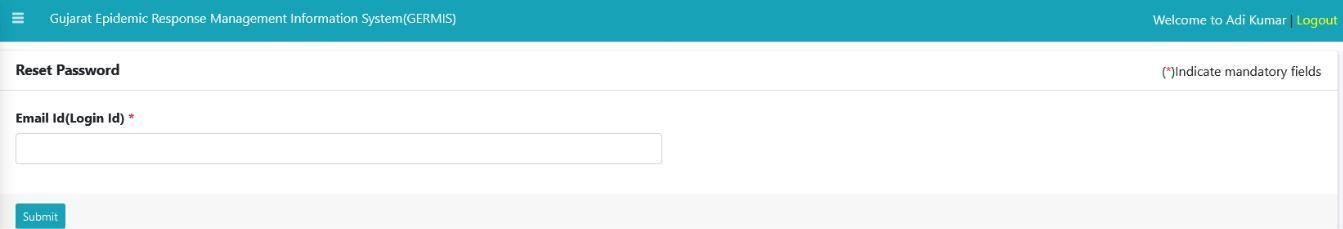 Gujarat Epidemic Response Management Information System(GERMIS)
Welcome to Adi Kumar | Logout
Reset Password
(*)Indicate mandatory fields
Email Id(Login Id) *
Submit